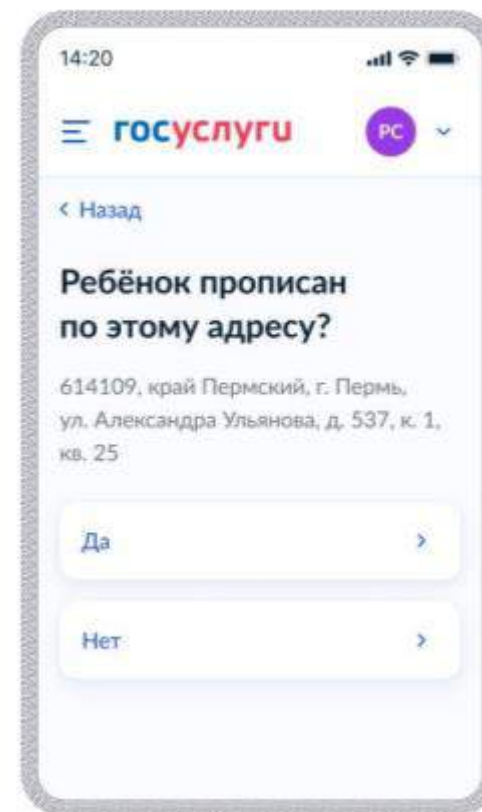 14:20
госуслуги
РС
Назад
Ребёнок прописан
по этому адресу?
614109, край Пермский, г. Пермь,
ул. Александра Ульянова, д. 537, к. 1,
кв. 25
Да
Нет